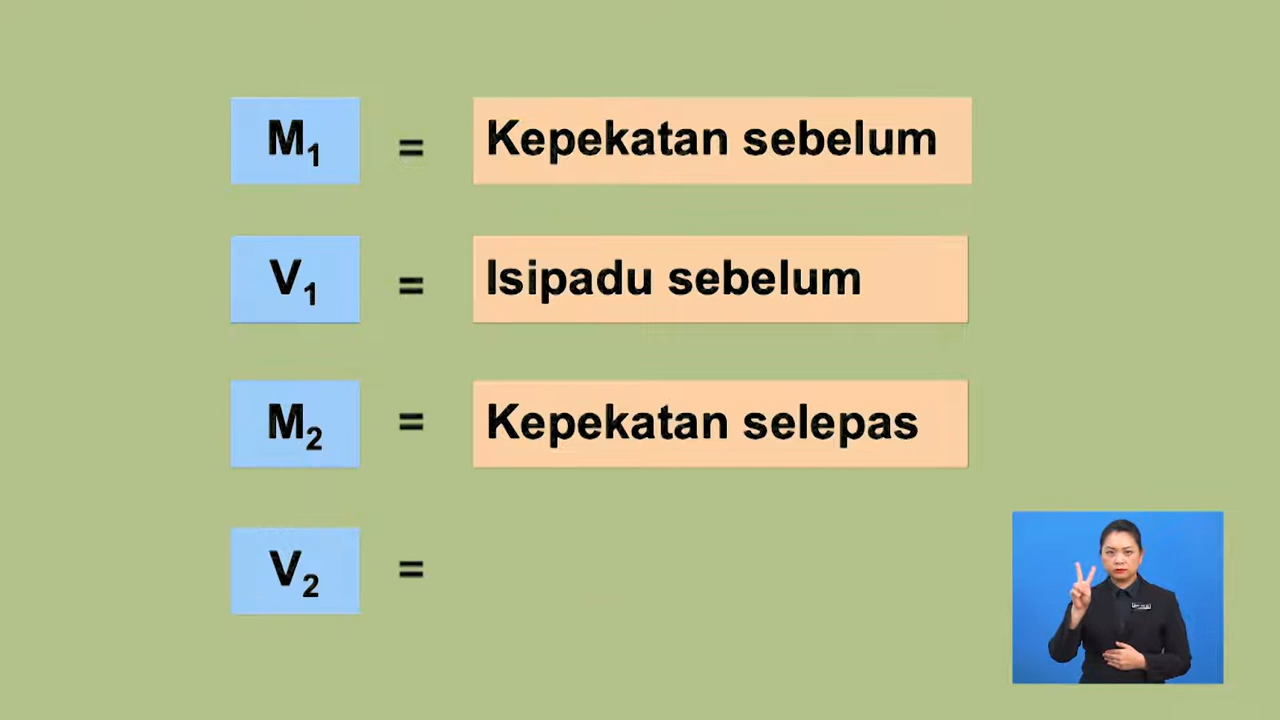 M₁ = Kepekatan sebelum
V₁ = Isipadu sebelum
M₂ = Kepekatan selepas
V₂ =